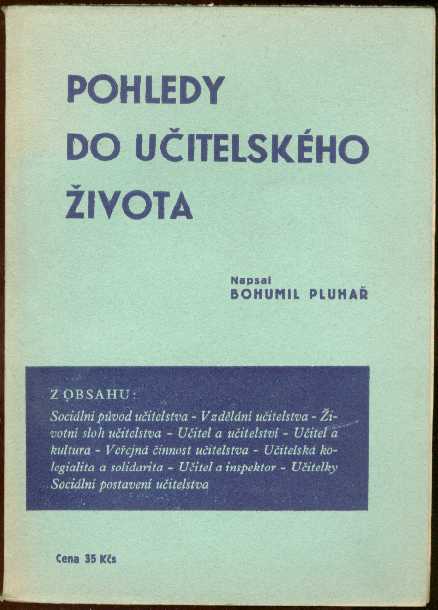 POHLEDY
DO UČITELSKÉHO
ŽIVOTA
Napsal
BOHUMIL PLUHAŘ
Z OBSAHU:
Sociální původ učitelstva - Vzdělání učitelstva - Ži-
votní sloh učitelstva - Učitel a učitelství - Učitel a
kultura - Veřejná činnost učitelstva - Učitelská ko-
legialita a solidarita - Učitel a inspektor - Učitelky
Sociální postavení učitelstva
Cena 35 Kčs